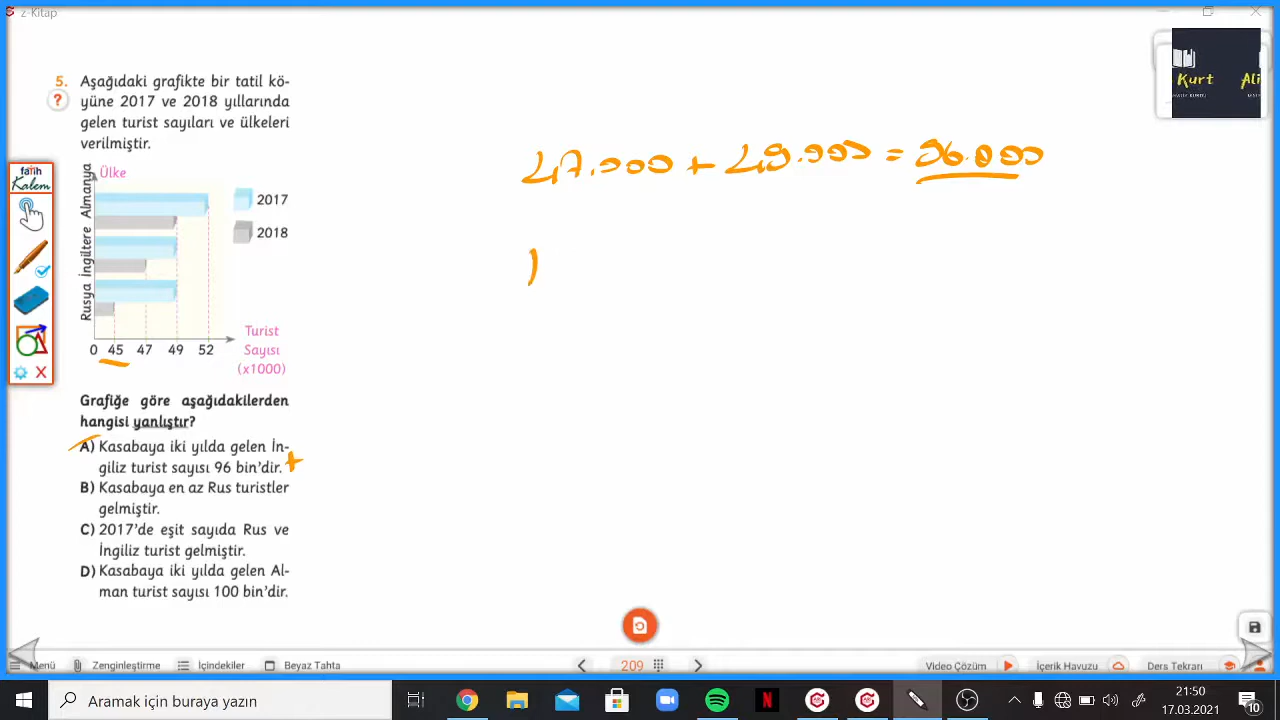 z-Kitap
Kurt
Ali
5. Aşağıdaki grafikte bir tatil kö-
? yüne 2017 ve 2018 yıllarında
gelen turist sayıları ve ülkeleri
verilmiştir.
47.000 + 49.000 = 96.000
fatih
Kalem
Ülke
Rusya İngiltere Almanya
2017
2018
Turist
Sayısı
(x1000)
0 45 47 49 52
Grafiğe göre aşağıdakilerden
hangisi yanlıştır?
A) Kasabaya iki yılda gelen İn-
giliz turist sayısı 96 bin'dir. +
B) Kasabaya en az Rus turistler
gelmiştir.
C) 2017'de eşit sayıda Rus ve
İngiliz turist gelmiştir.
D) Kasabaya iki yılda gelen Al-
man turist sayısı 100 bin'dir.
Menü Zenginleştirme İçindekiler Beyaz Tahta 209 Video Çözüm İçerik Havuzu Ders Tekrarı
Aramak için buraya yazın
21:50
17.03.2021
10